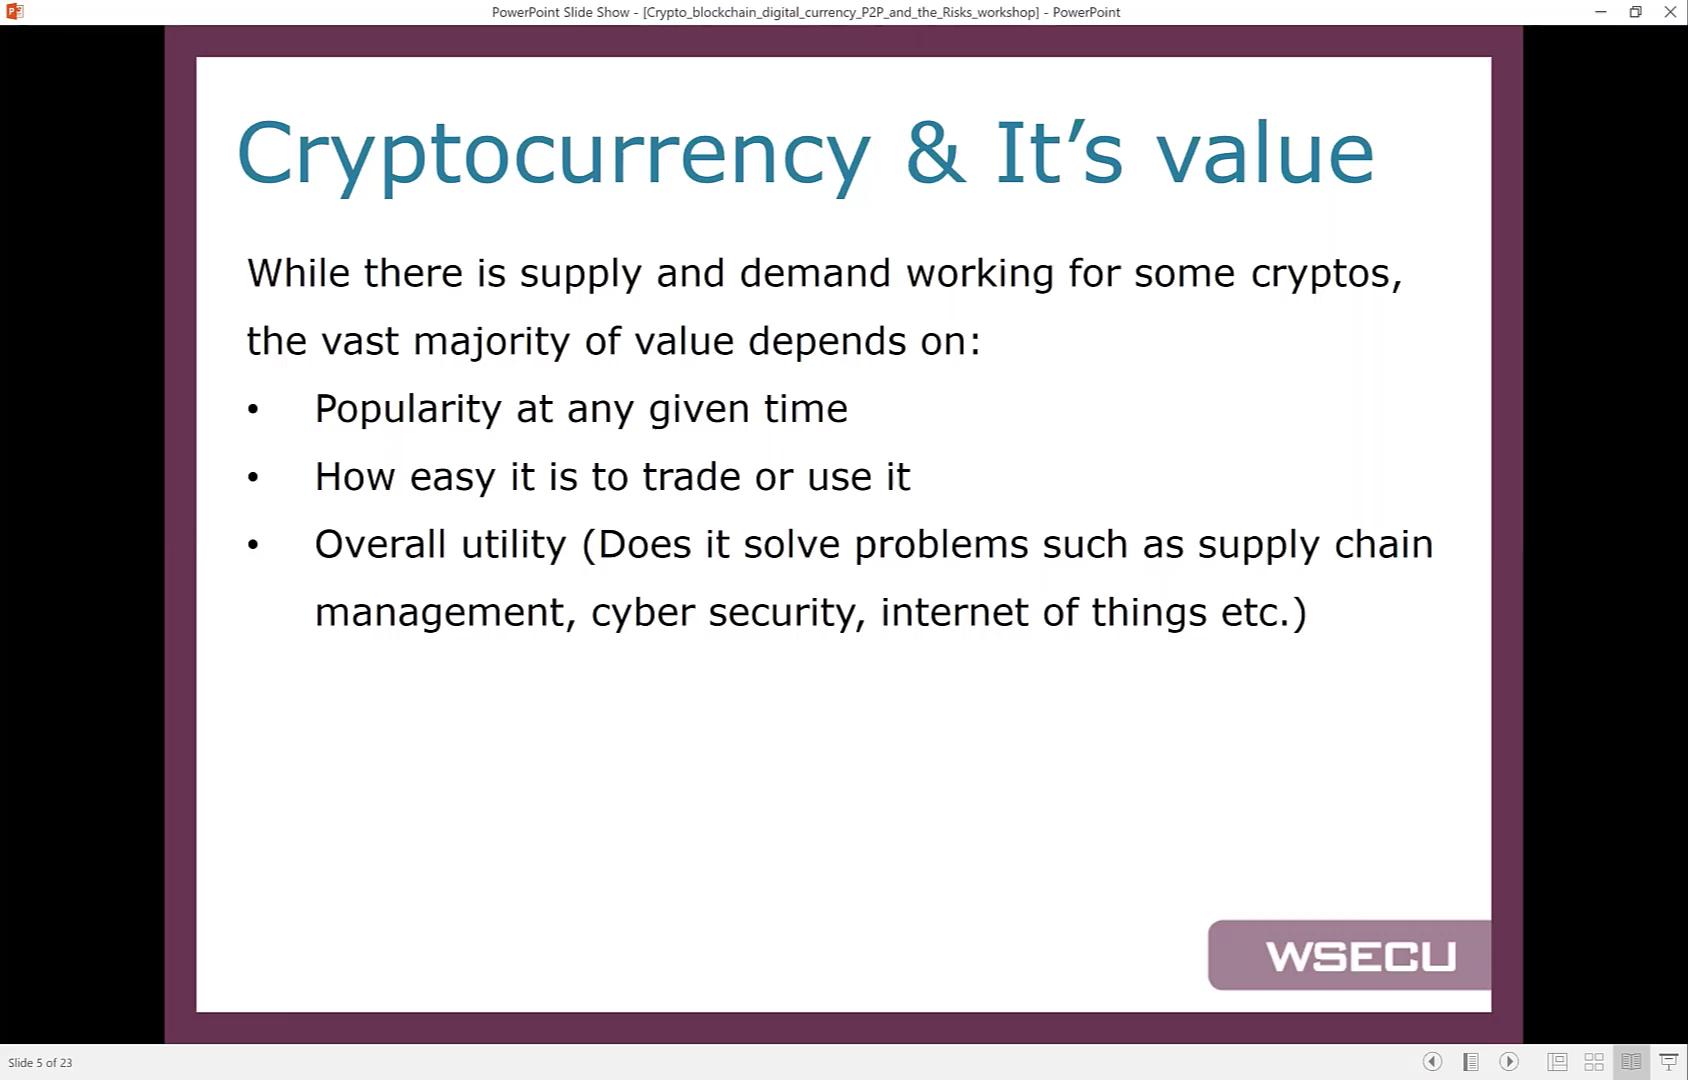 PowerPoint Slide Show - [Crypto_blockchain_digital_currency_P2P_and_the_Risks_workshop] - PowerPoint
Cryptocurrency & It’s value
While there is supply and demand working for some cryptos,
the vast majority of value depends on:
• Popularity at any given time
• How easy it is to trade or use it
• Overall utility (Does it solve problems such as supply chain
management, cyber security, internet of things etc.)
WSECU
Slide 5 of 23